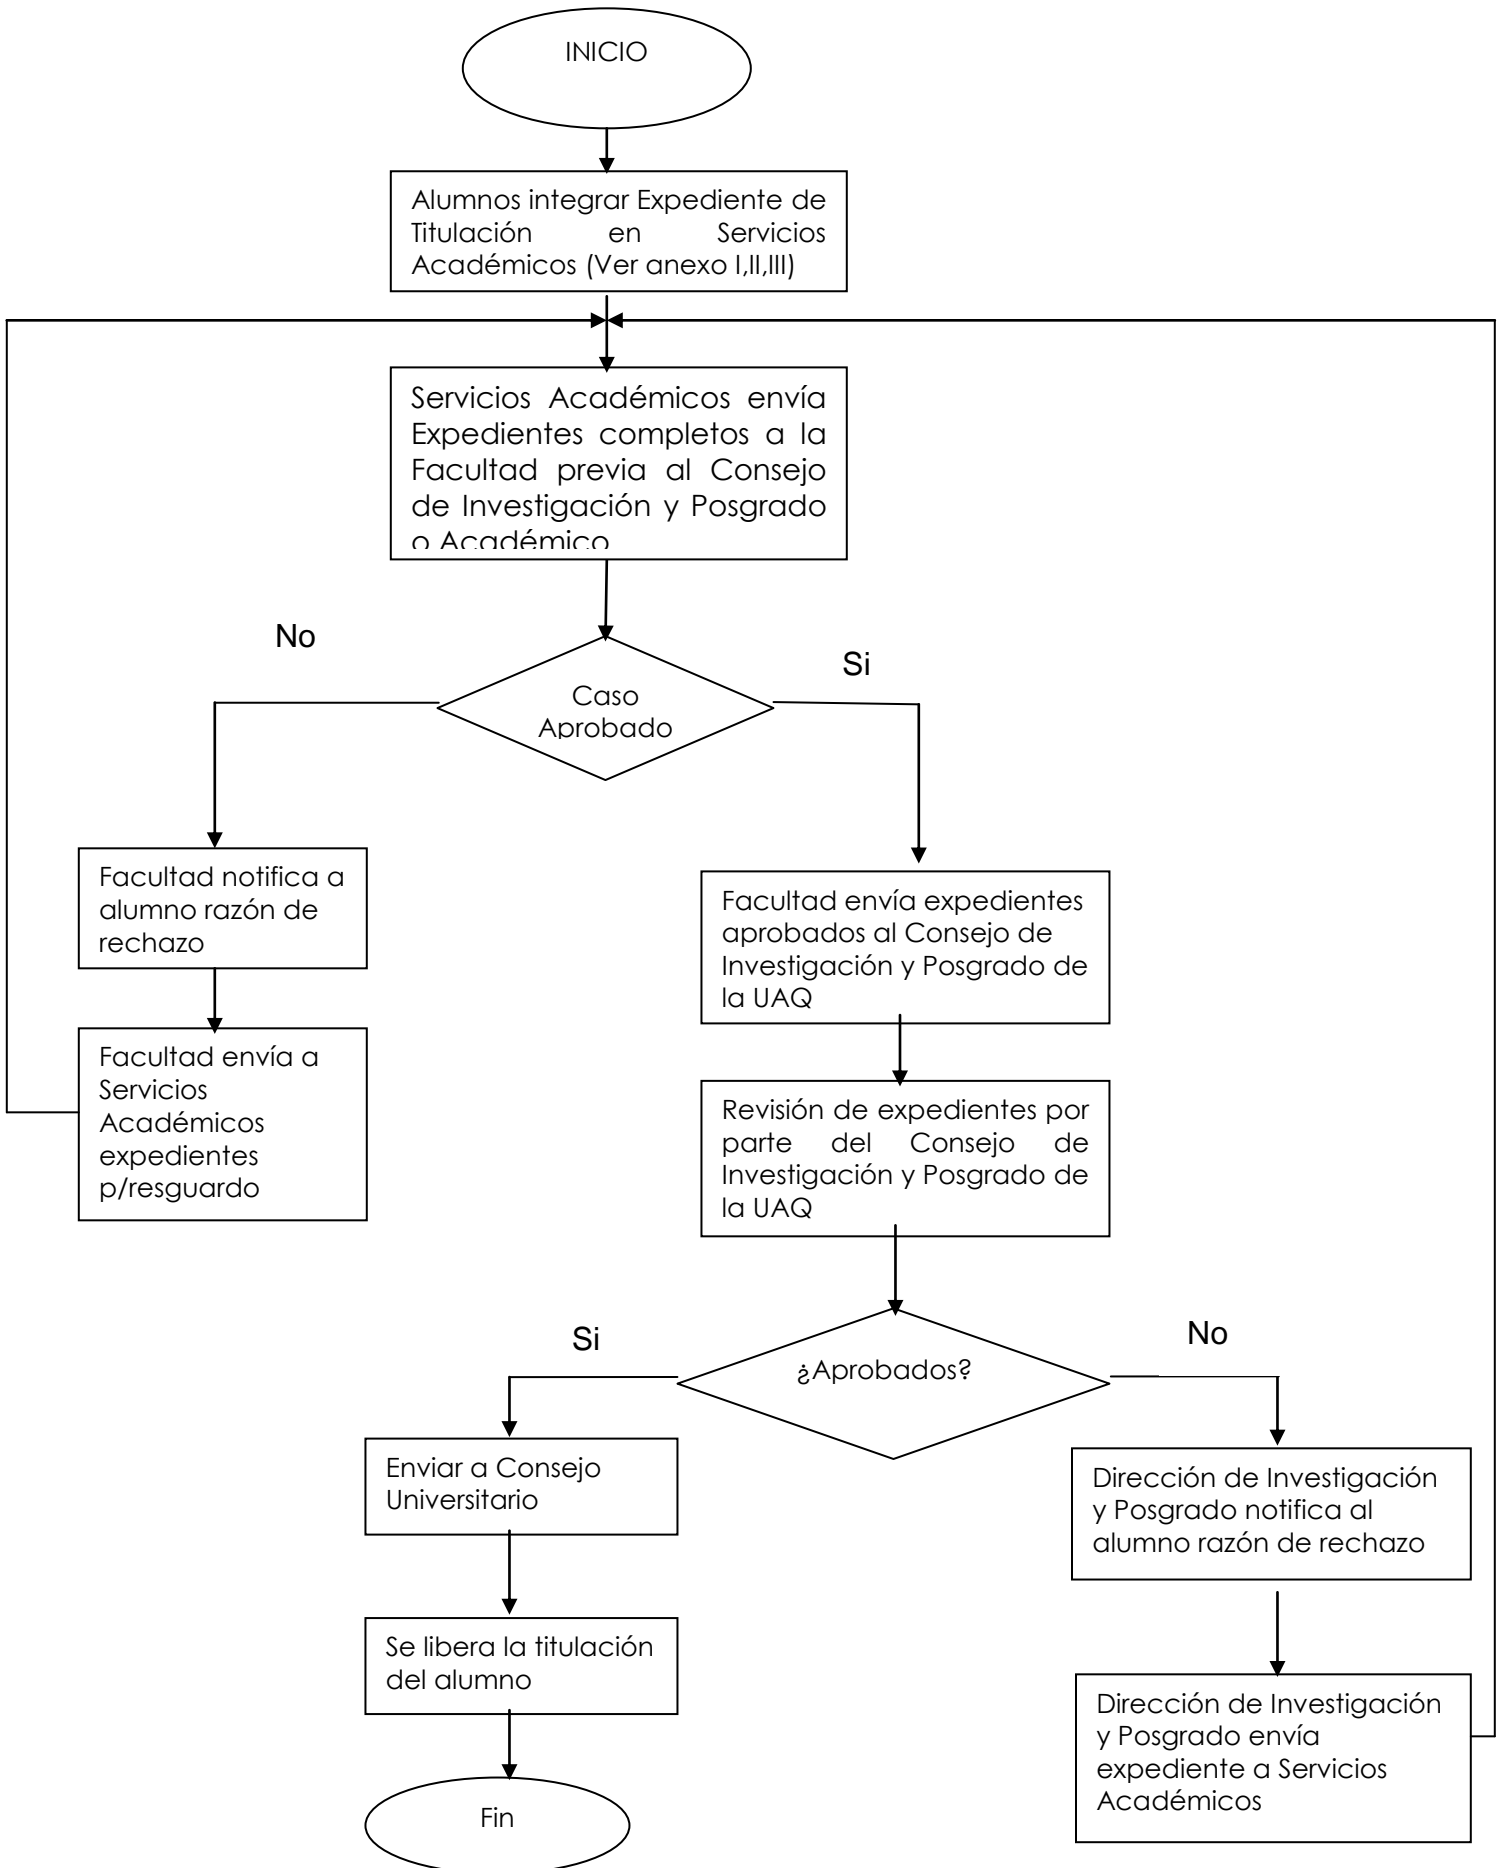 INICIO
Alumnos integrar Expediente de
Titulación en Servicios
Académicos (Ver anexo I,II,III)
Servicios Académicos envía
Expedientes completos a la
Facultad previa al Consejo
de Investigación y Posgrado
o Académico
No
Si
Caso
Aprobado
Facultad notifica a
alumno razón de
rechazo
Facultad envía expedientes
aprobados al Consejo de
Investigación y Posgrado de
la UAQ
Facultad envía a
Servicios
Académicos
expedientes
p/resguardo
Revisión de expedientes por
parte del Consejo de
Investigación y Posgrado de
la UAQ
Si
No
¿Aprobados?
Enviar a Consejo
Universitario
Dirección de Investigación
y Posgrado notifica al
alumno razón de rechazo
Se libera la titulación
del alumno
Dirección de Investigación
y Posgrado envía
expediente a Servicios
Académicos
Fin